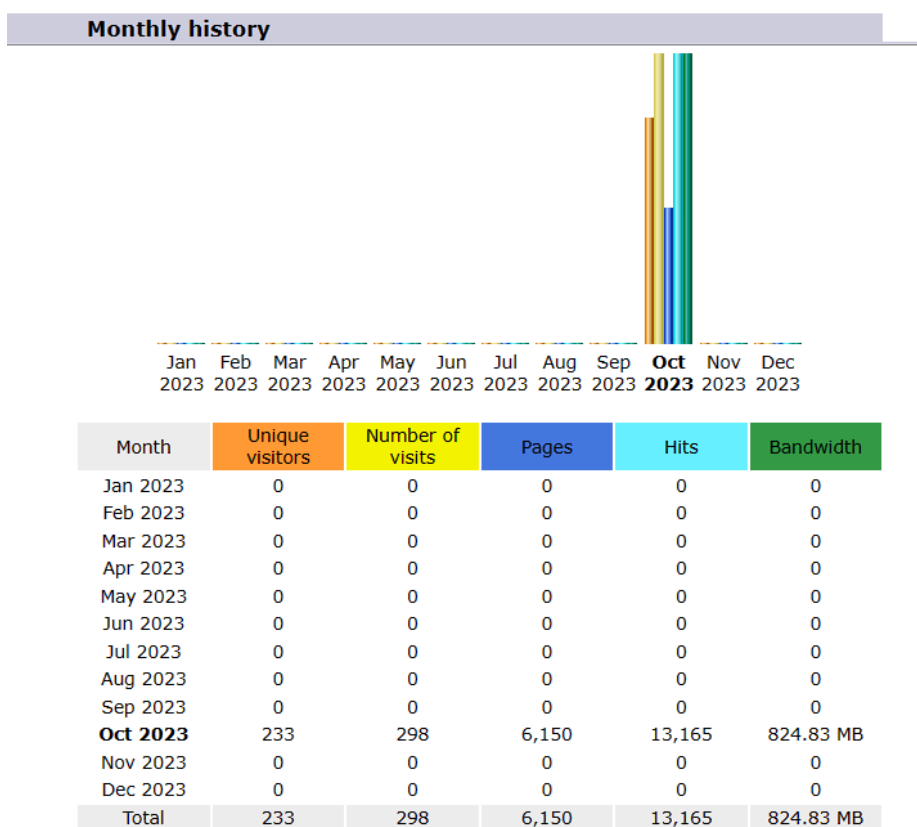 Monthly history
Jan Feb Mar Apr May Jun Jul Aug Sep Oct Nov Dec
2023 2023 2023 2023 2023 2023 2023 2023 2023 2023 2023 2023
Month Unique visitors Number of visits Pages Hits Bandwidth
Jan 2023 0 0 0 0 0
Feb 2023 0 0 0 0 0
Mar 2023 0 0 0 0 0
Apr 2023 0 0 0 0 0
May 2023 0 0 0 0 0
Jun 2023 0 0 0 0 0
Jul 2023 0 0 0 0 0
Aug 2023 0 0 0 0 0
Sep 2023 0 0 0 0 0
Oct 2023 233 298 6,150 13,165 824.83 MB
Nov 2023 0 0 0 0 0
Dec 2023 0 0 0 0 0
Total 233 298 6,150 13,165 824.83 MB